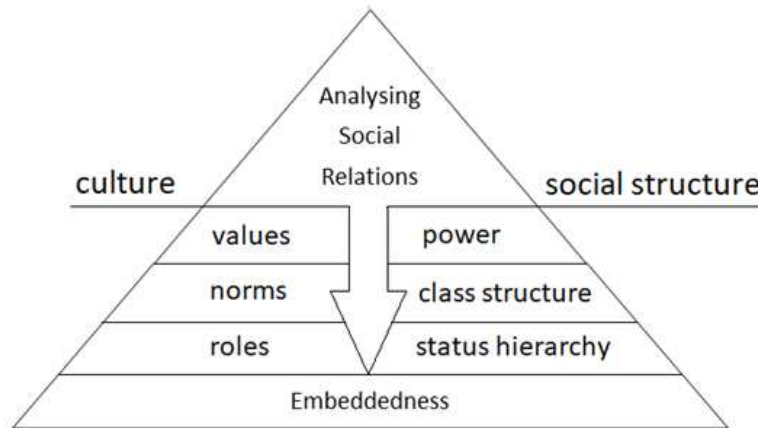 Analysing
Social
Relations
culture
social structure
values
power
norms
class structure
roles
status hierarchy
Embeddedness